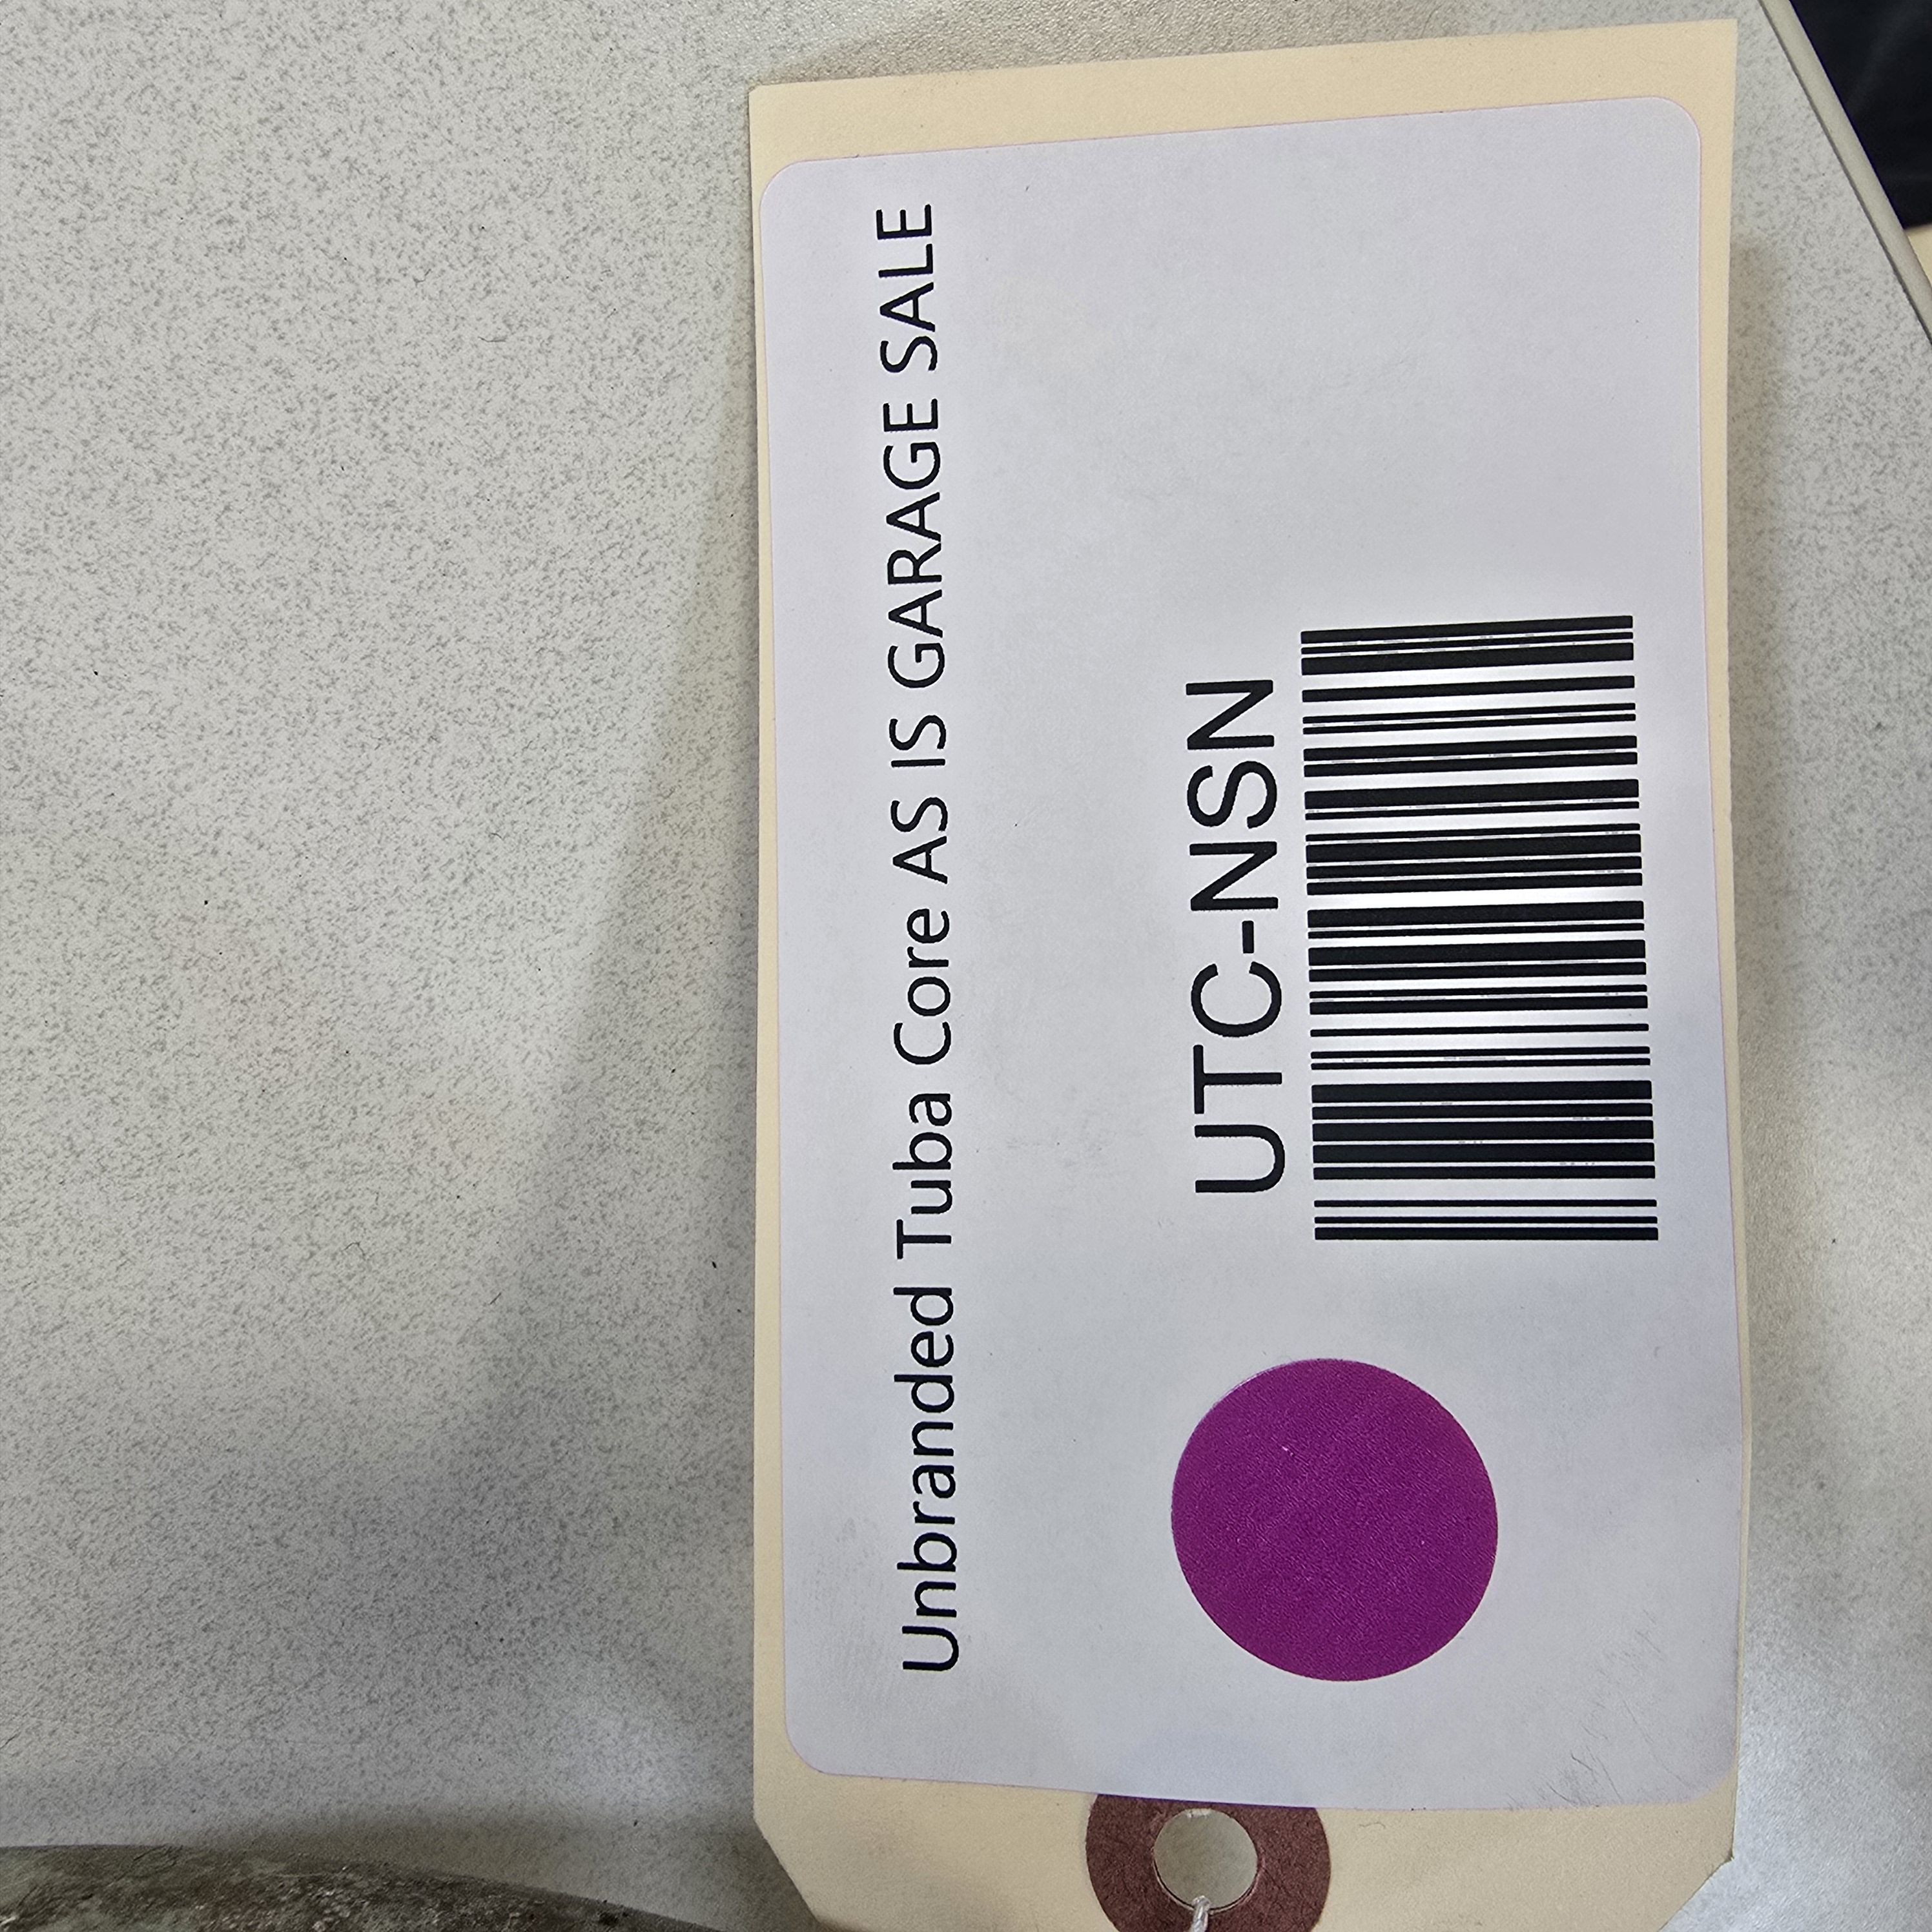 Unbranded Tuba Core AS IS GARAGE SALE
UTC-NSN